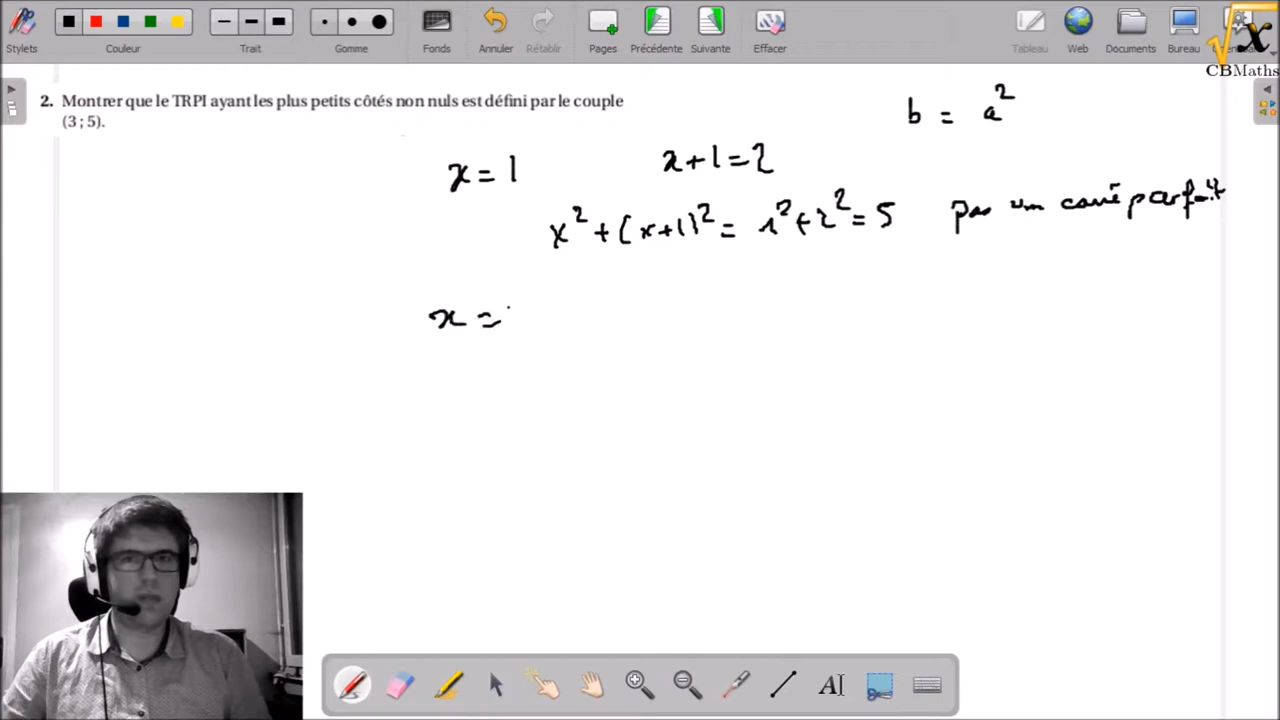 Stylets
Couleur
Trait
Gomme
Fonds
Annuler
Rétablir
Pages
Précédente
Suivante
Effacer
Tableau
Web
Documents
Bureau
CBMaths
2. Montrer que le TRPI ayant les plus petits côtés non nuls est défini par le couple
(3 ; 5).
b = a²
x = 1
x+1=2
x² + (x+1)² = 1² + 2² = 5 pas un carré parfait
x =
AI